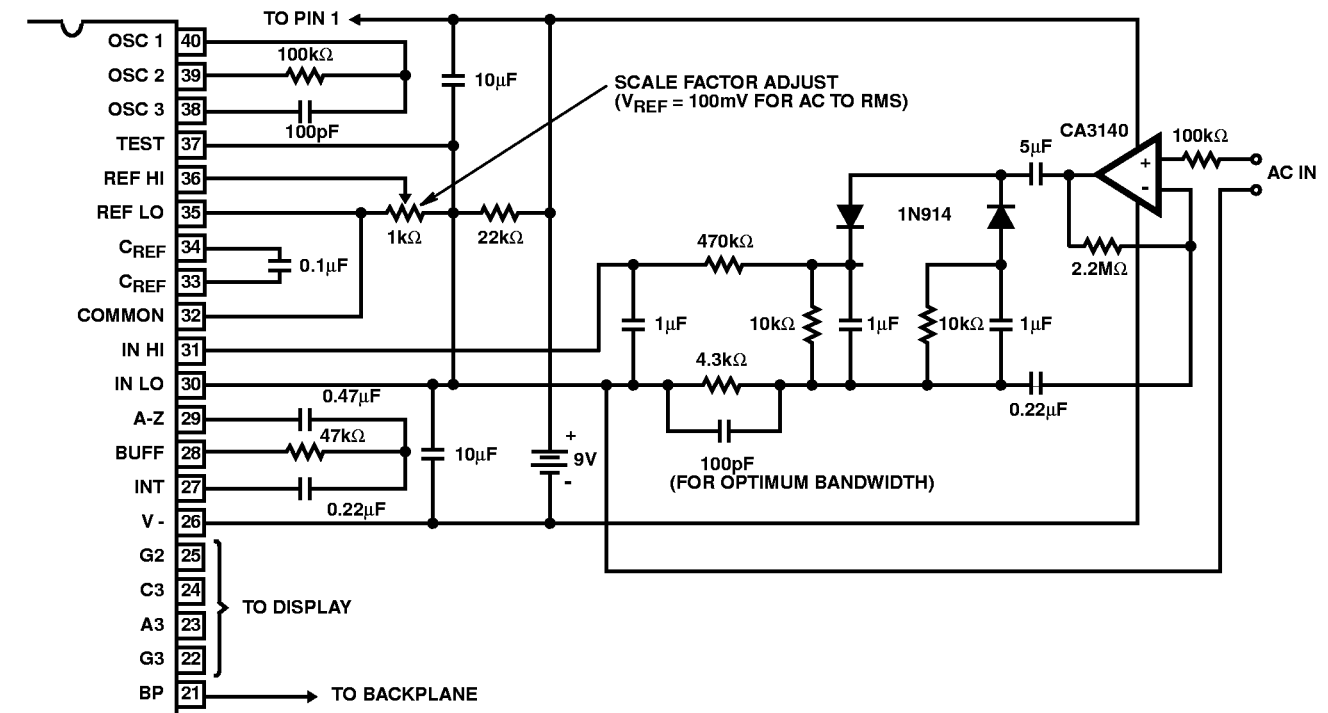 TO PIN 1
OSC 1 40
100kΩ
OSC 2 39
10µF
OSC 3 38
100pF
SCALE FACTOR ADJUST
(VREF = 100mV FOR AC TO RMS)
TEST 37
REF HI 36
REF LO 35
1kΩ
22kΩ
CREF 34
0.1µF
CREF 33
COMMON 32
IN HI 31
IN LO 30
0.47µF
A-Z 29
47kΩ
BUFF 28
10µF
INT 27
0.22µF
V - 26
+
9V
-
G2 25
C3 24
TO DISPLAY
A3 23
G3 22
BP 21
TO BACKPLANE
CA3140
100kΩ
5µF
+
-
AC IN
1N914
470kΩ
2.2MΩ
1µF
10kΩ
1µF
10kΩ
1µF
4.3kΩ
0.22µF
100pF
(FOR OPTIMUM BANDWIDTH)